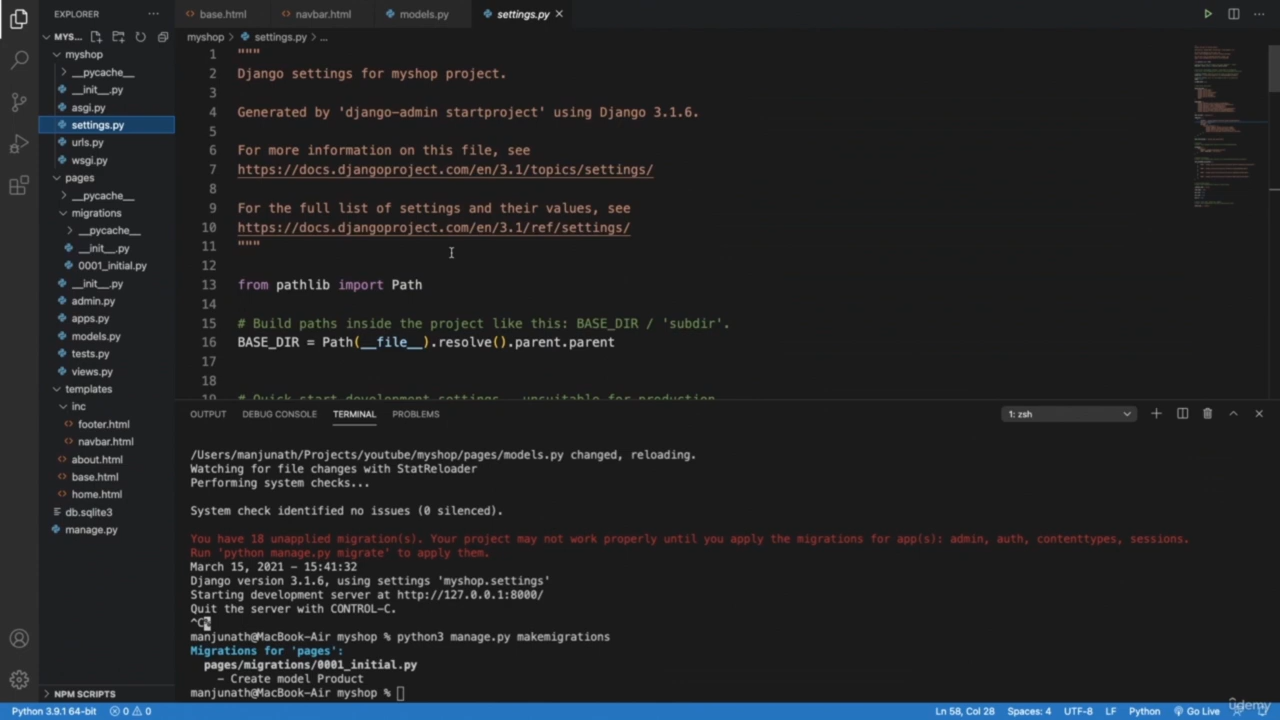 EXPLORER
base.html
navbar.html
models.py
settings.py
MYS...
myshop
__pycache__
__init__.py
asgi.py
settings.py
urls.py
wsgi.py
pages
__pycache__
migrations
__pycache__
__init__.py
0001_initial.py
__init__.py
admin.py
apps.py
models.py
tests.py
views.py
templates
inc
footer.html
navbar.html
about.html
base.html
home.html
db.sqlite3
manage.py
NPM SCRIPTS
myshop > settings.py > ...
1 """
2 Django settings for myshop project.
3
4 Generated by 'django-admin startproject' using Django 3.1.6.
5
6 For more information on this file, see
7 https://docs.djangoproject.com/en/3.1/topics/settings/
8
9 For the full list of settings and their values, see
10 https://docs.djangoproject.com/en/3.1/ref/settings/
11 """
12
13 from pathlib import Path
14
15 # Build paths inside the project like this: BASE_DIR / 'subdir'.
16 BASE_DIR = Path(__file__).resolve().parent.parent
17
18
# Quick-start development settings - unsuitable for production
OUTPUT DEBUG CONSOLE TERMINAL PROBLEMS
1: zsh
/Users/manjunath/Projects/youtube/myshop/pages/models.py changed, reloading.
Watching for file changes with StatReloader
Performing system checks...
System check identified no issues (0 silenced).
You have 18 unapplied migration(s). Your project may not work properly until you apply the migrations for app(s): admin, auth, contenttypes, sessions.
Run 'python manage.py migrate' to apply them.
March 15, 2021 - 15:41:32
Django version 3.1.6, using settings 'myshop.settings'
Starting development server at http://127.0.0.1:8000/
Quit the server with CONTROL-C.
^C%
manjunath@MacBook-Air myshop % python3 manage.py makemigrations
Migrations for 'pages':
pages/migrations/0001_initial.py
- Create model Product
manjunath@MacBook-Air myshop %
Python 3.9.1 64-bit
0 0
Ln 58, Col 28
Spaces: 4
UTF-8
LF
Python
Go Live
udemy